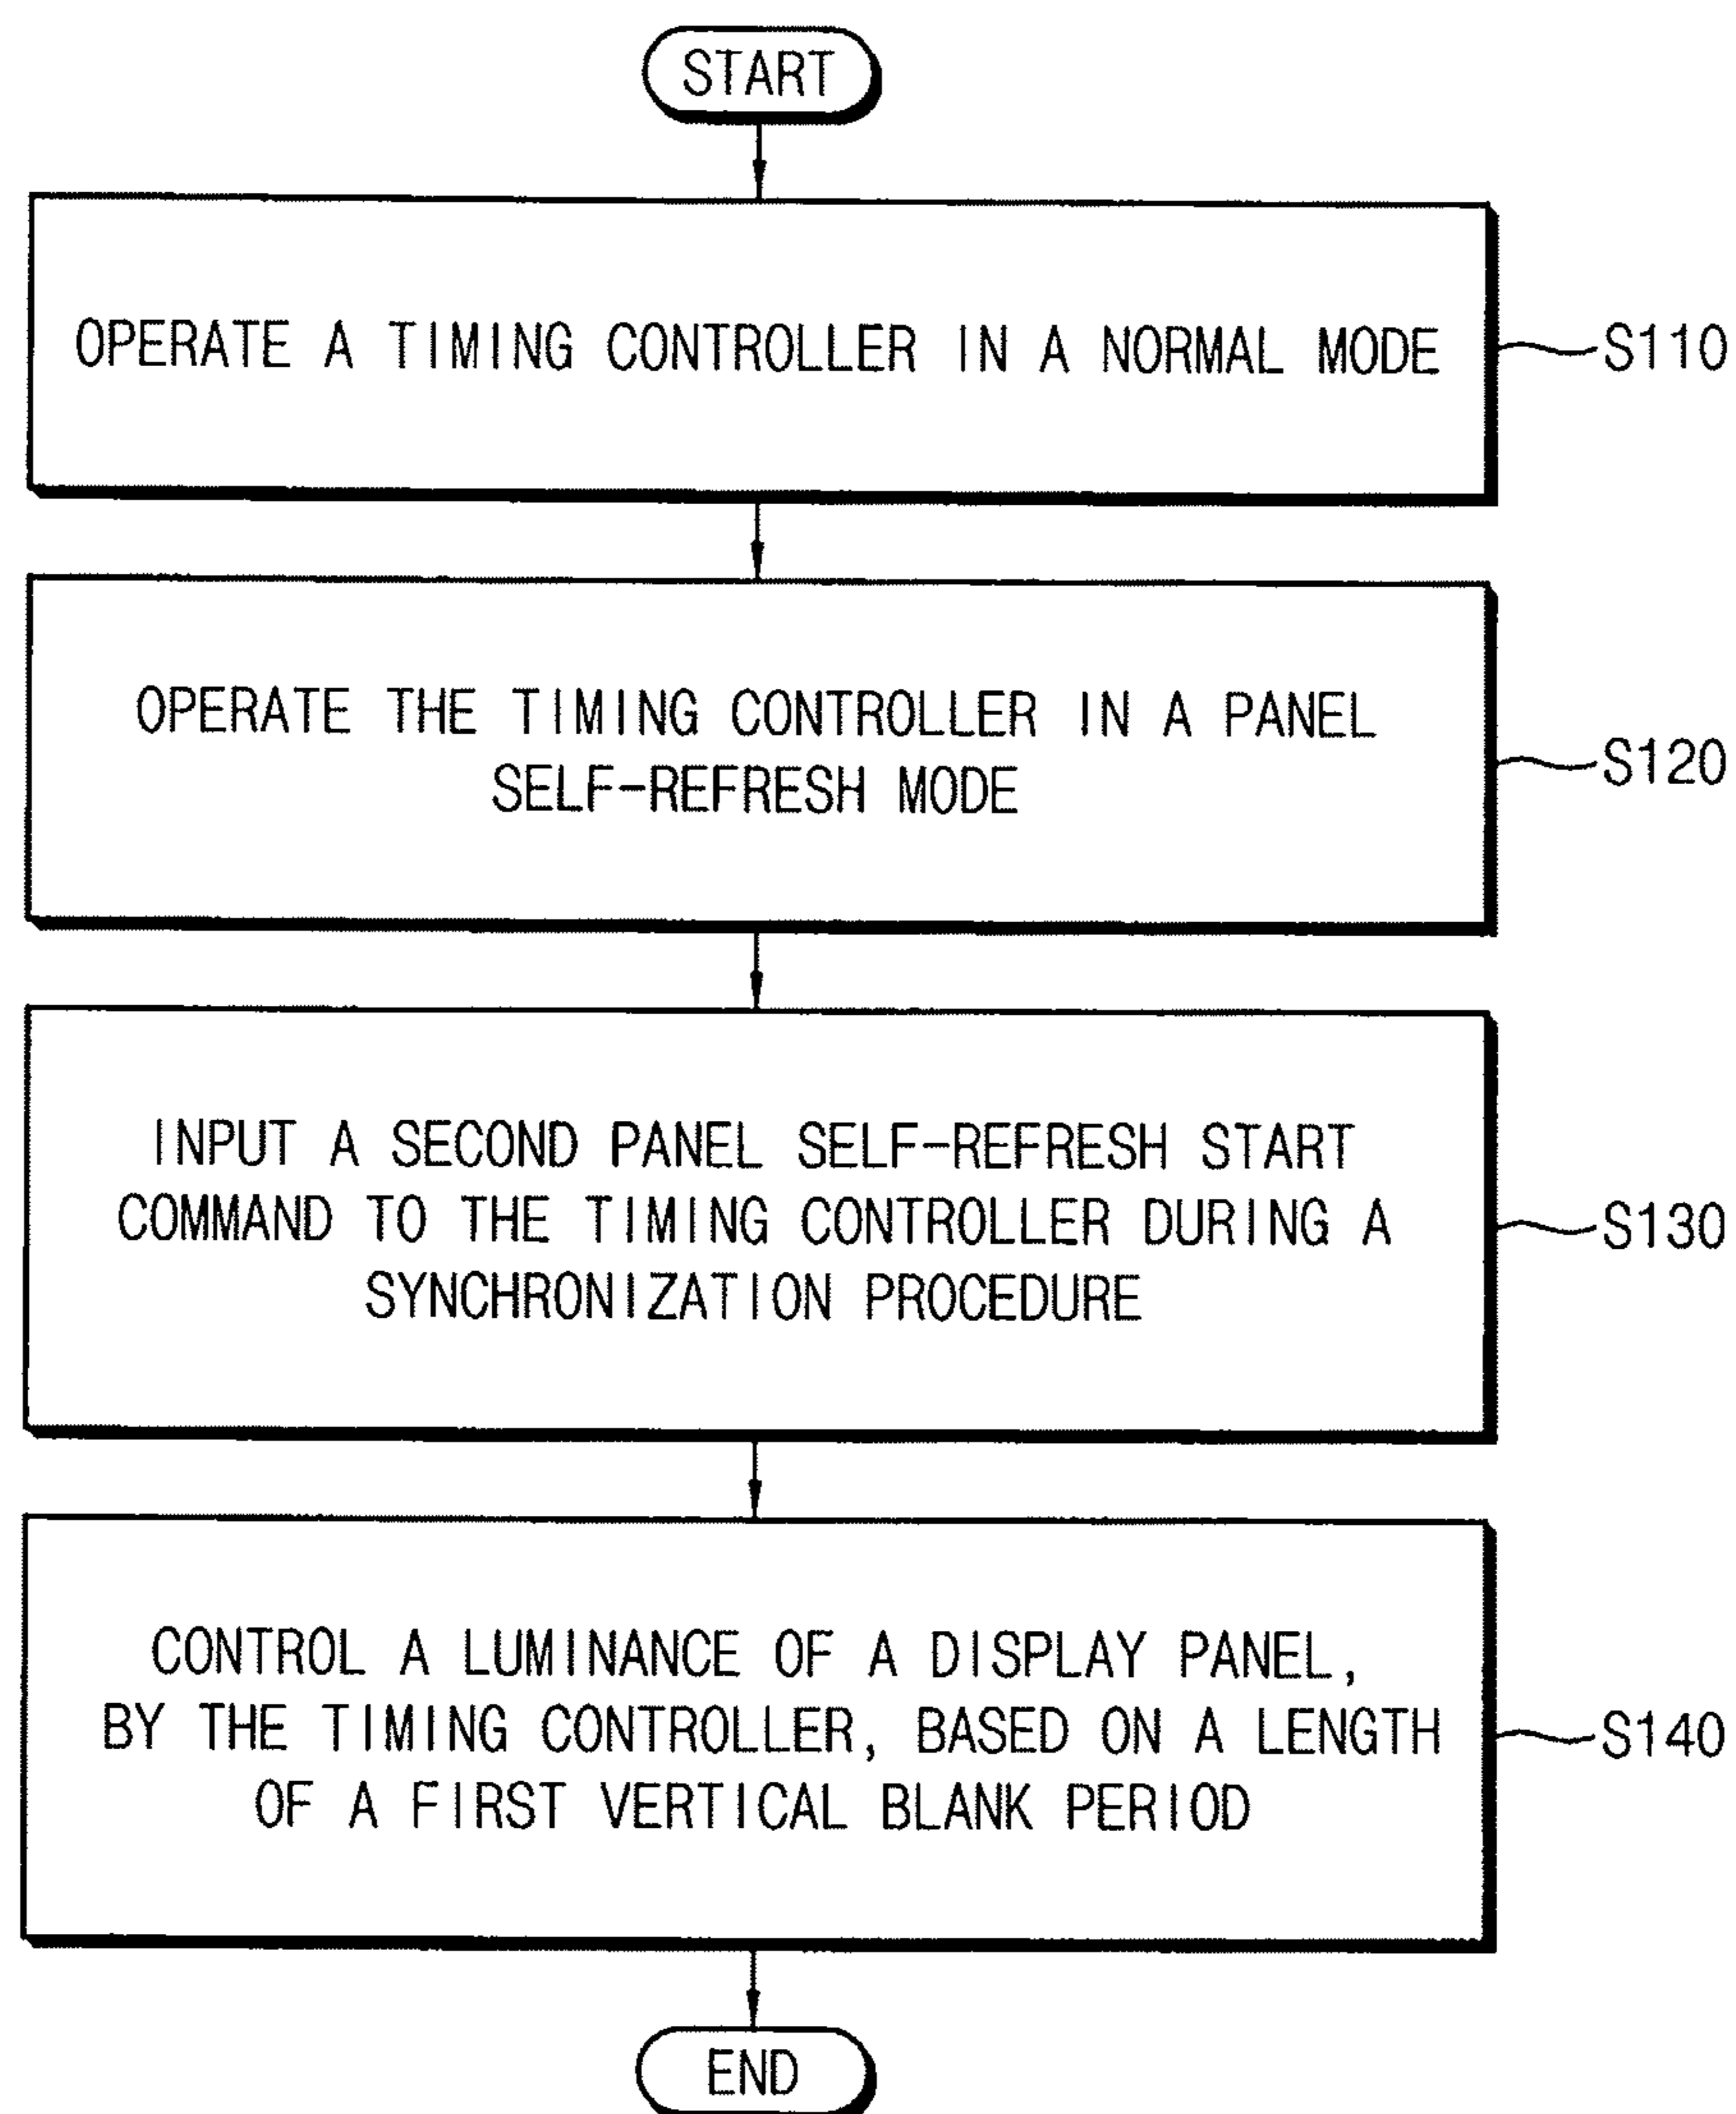 START
OPERATE A TIMING CONTROLLER IN A NORMAL MODE
S110
OPERATE THE TIMING CONTROLLER IN A PANEL
SELF-REFRESH MODE
S120
INPUT A SECOND PANEL SELF-REFRESH START
COMMAND TO THE TIMING CONTROLLER DURING A
SYNCHRONIZATION PROCEDURE
S130
CONTROL A LUMINANCE OF A DISPLAY PANEL,
BY THE TIMING CONTROLLER, BASED ON A LENGTH
OF A FIRST VERTICAL BLANK PERIOD
S140
END